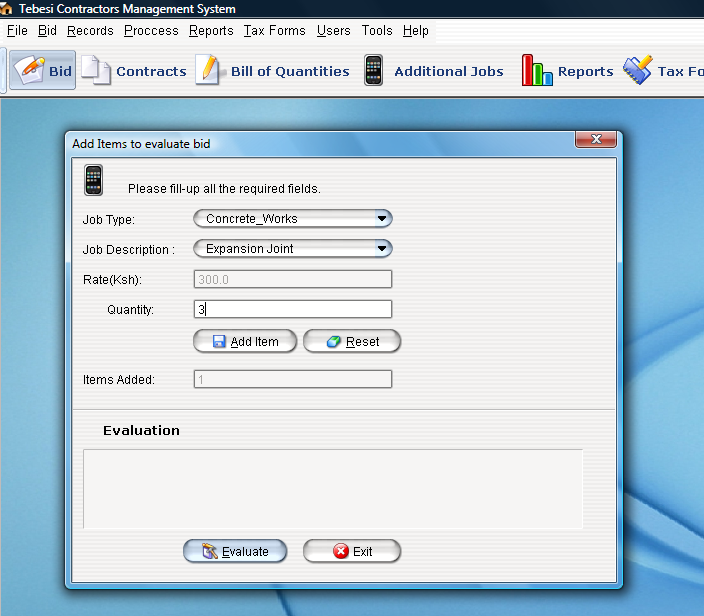 Tebesi Contractors Management System
File Bid Records Proccess Reports Tax Forms Users Tools Help
Bid Contracts Bill of Quantities Additional Jobs Reports Tax Fo
Add Items to evaluate bid
Please fill-up all the required fields.
Job Type: Concrete_Works
Job Description : Expansion Joint
Rate(Ksh): 300.0
Quantity: 3
Add Item Reset
Items Added: 1
Evaluation
Evaluate Exit